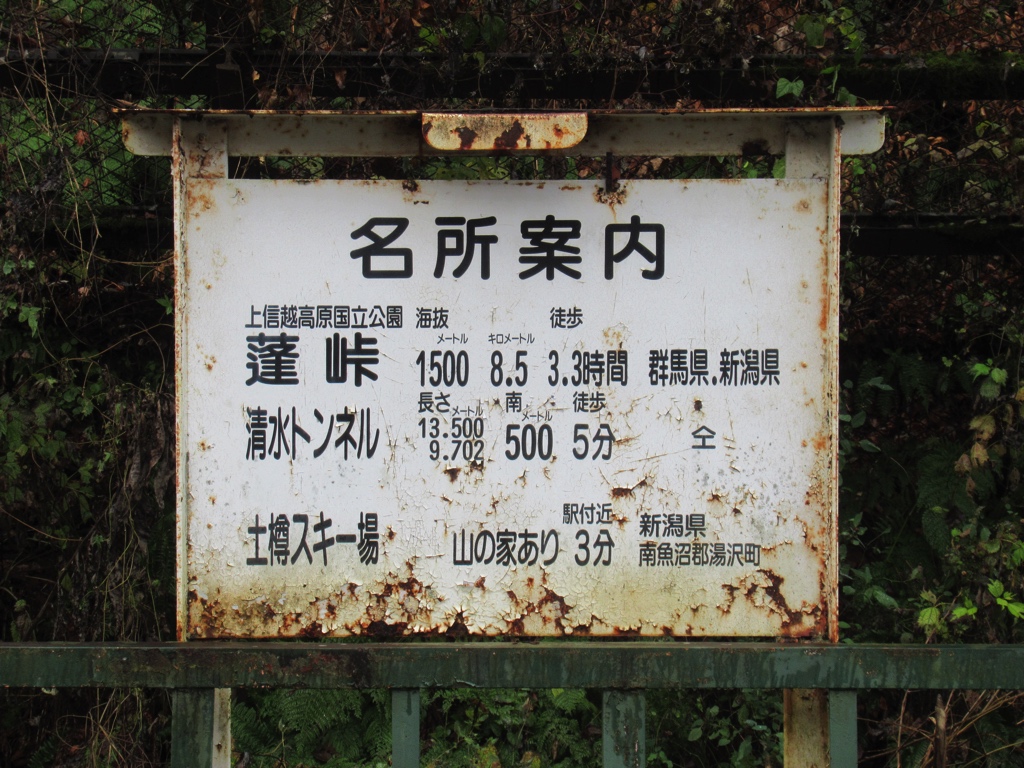 名所案内
上信越高原国立公園 海抜 徒歩
メートル キロメートル
蓬峠 1500 8.5 3.3時間 群馬県.新潟県
長さ 南 徒歩
メートル メートル
清水トンネル 13.500 500 5分 仝
9.702
駅付近
土樽スキー場 山の家あり 3分 新潟県
南魚沼郡湯沢町